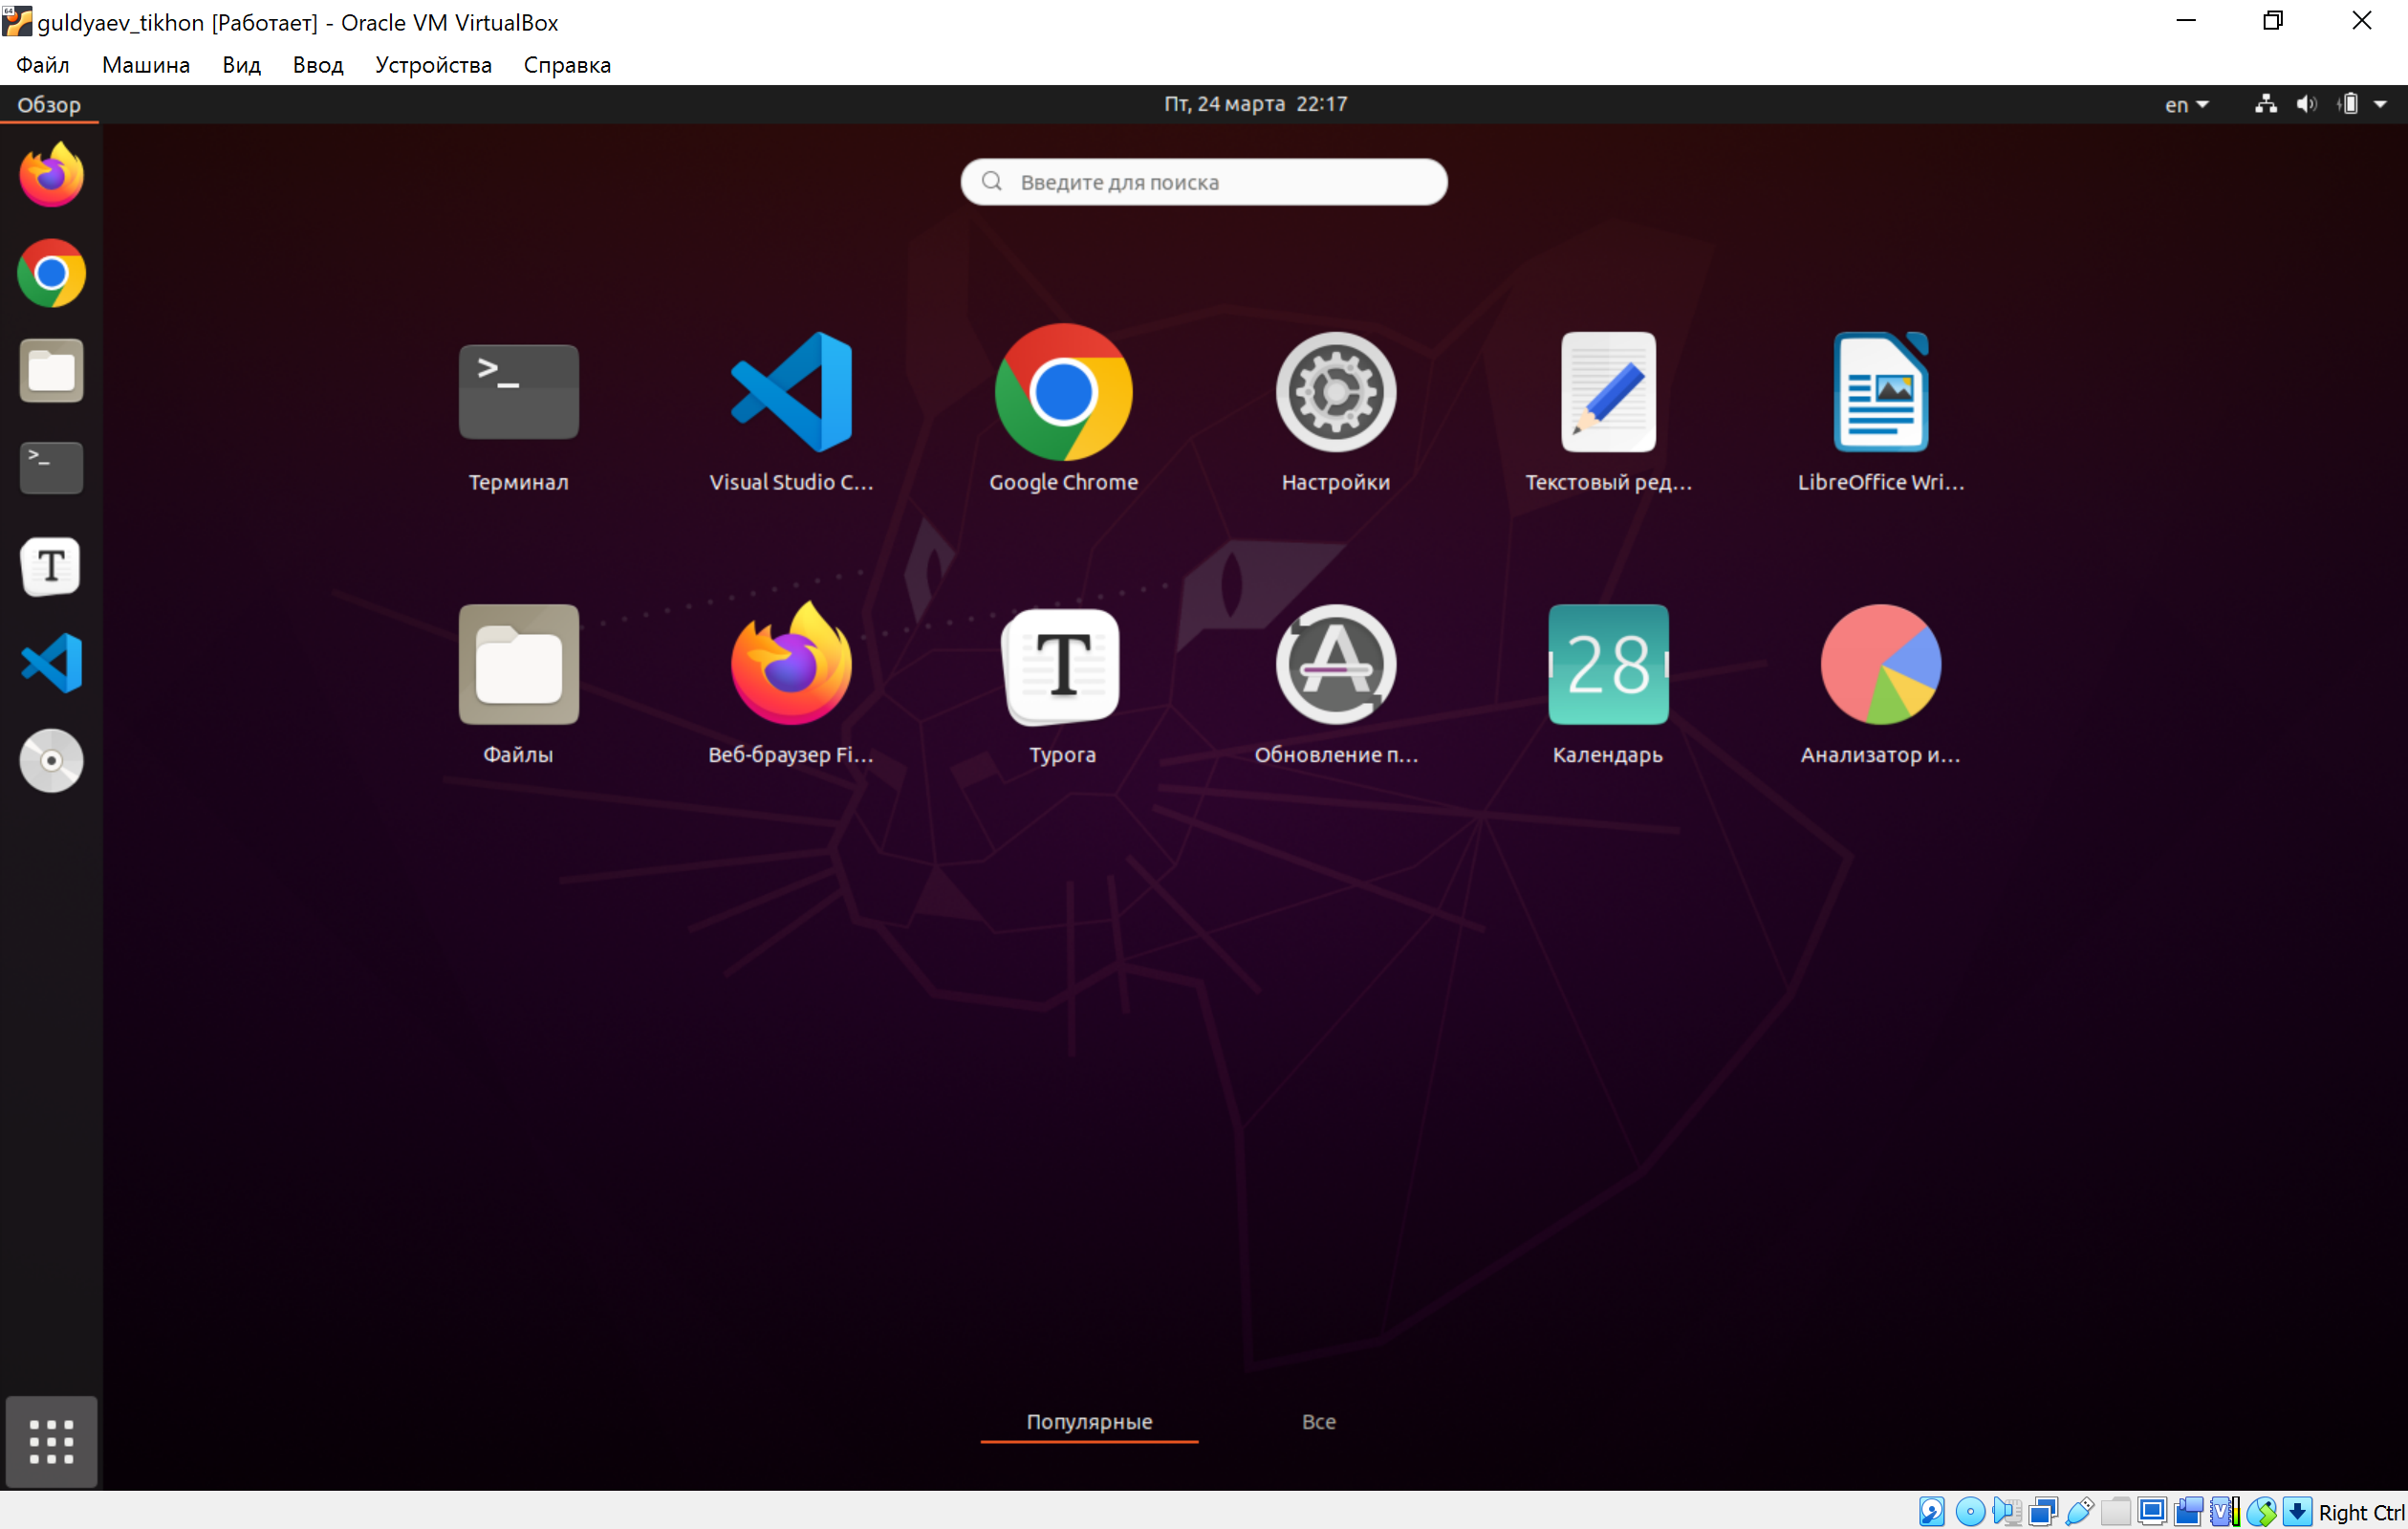 guldyaev_tikhon [Работает] - Oracle VM VirtualBox
Файл Машина Вид Ввод Устройства Справка
Обзор Пт, 24 марта 22:17 en
Введите для поиска
Терминал Visual Studio C... Google Chrome Настройки Текстовый ред... LibreOffice Wri...
28
Файлы Веб-браузер Fi... Typora Обновление п... Календарь Анализатор и...
Популярные Все
Right Ctrl